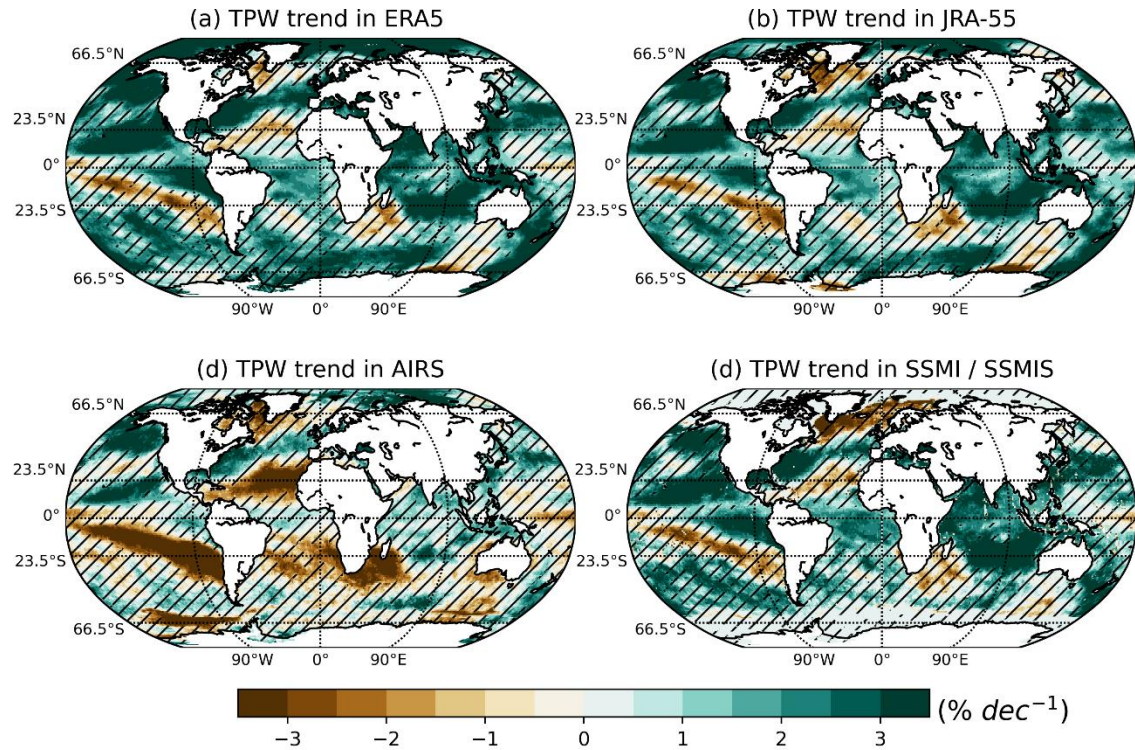 (a) TPW trend in ERA5
66.5°N
23.5°N
0°
23.5°S
66.5°S
90°W 0° 90°E
(b) TPW trend in JRA-55
66.5°N
23.5°N
0°
23.5°S
66.5°S
90°W 0° 90°E
(d) TPW trend in AIRS
66.5°N
23.5°N
0°
23.5°S
66.5°S
90°W 0° 90°E
(d) TPW trend in SSMI / SSMIS
66.5°N
23.5°N
0°
23.5°S
66.5°S
90°W 0° 90°E
−3 −2 −1 0 1 2 3 (% dec⁻¹)